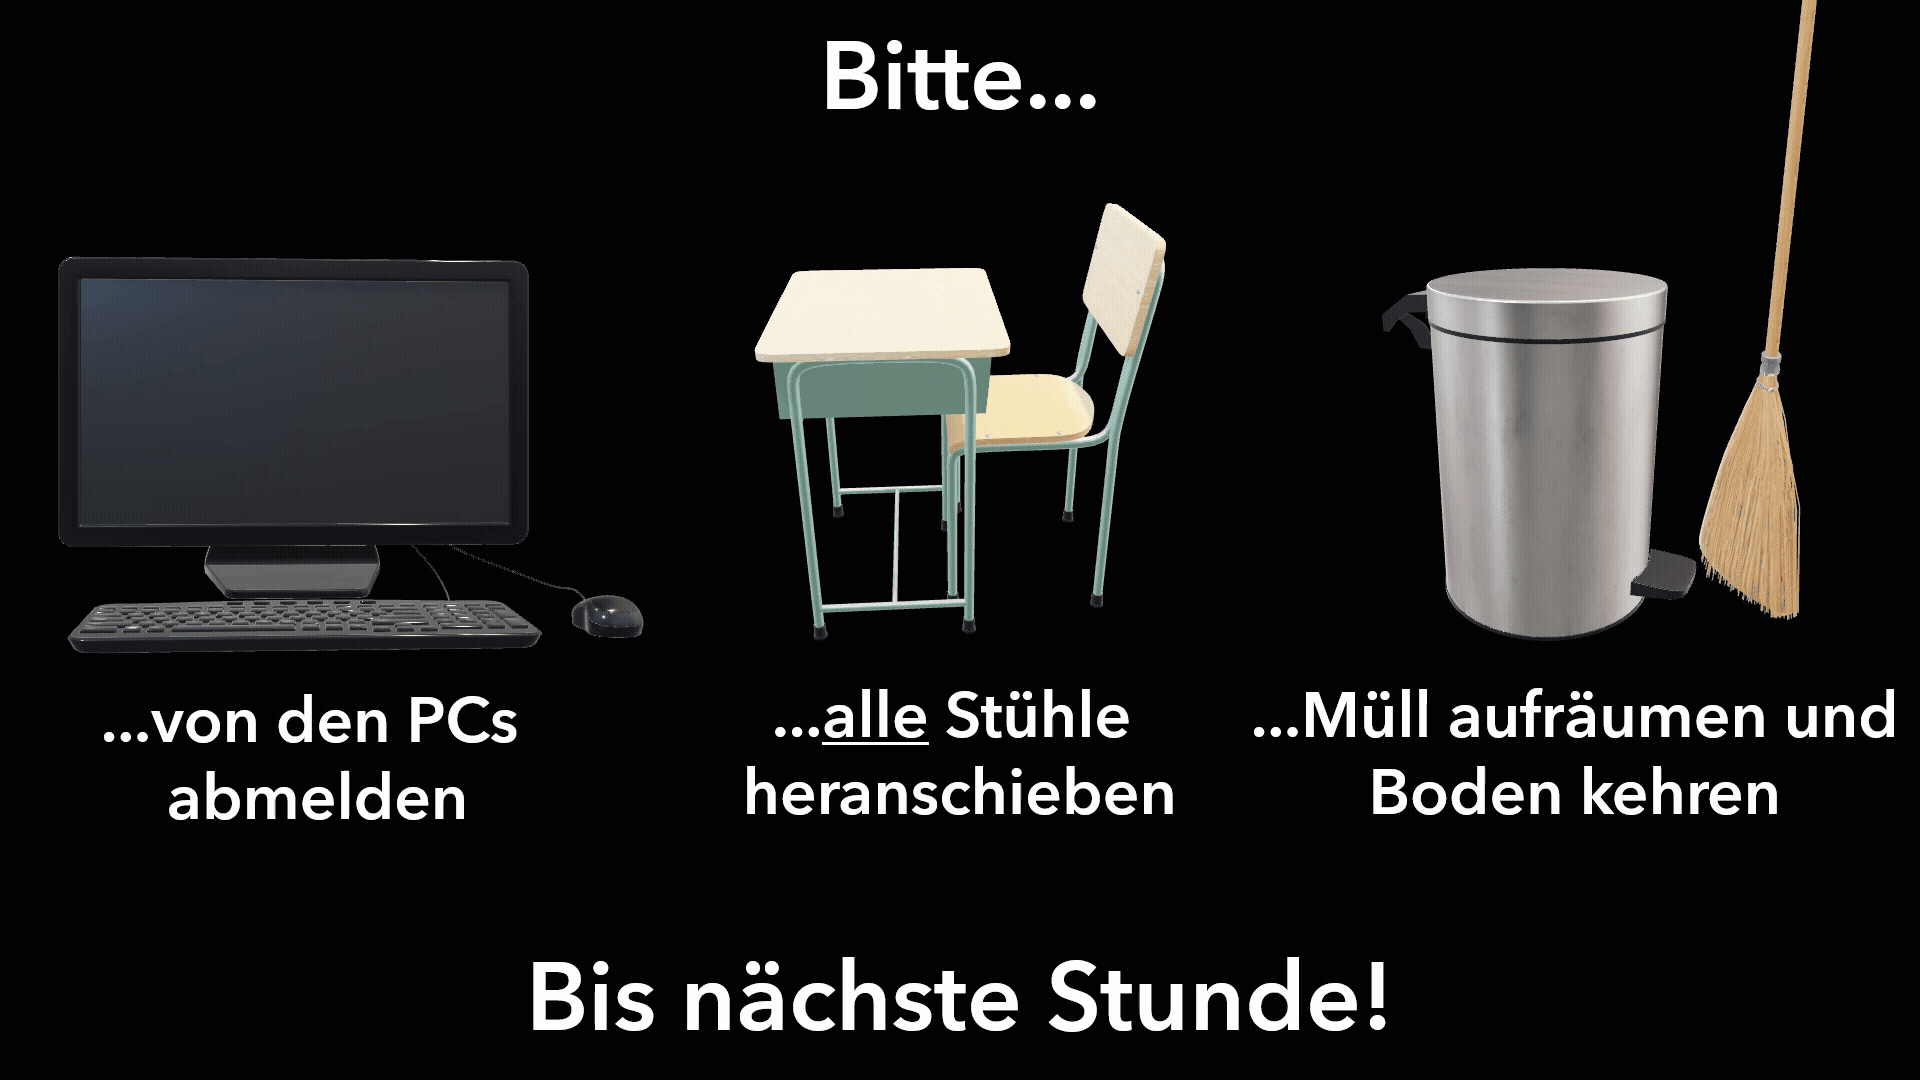 Bitte...
...von den PCs
abmelden
...alle Stühle
heranschieben
...Müll aufräumen und
Boden kehren
Bis nächste Stunde!